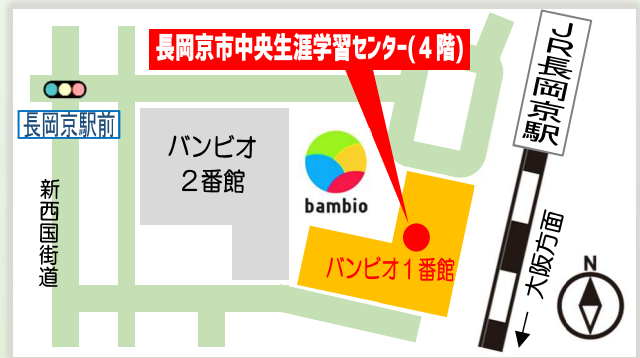 長岡京市中央生涯学習センター(４階)
JR長岡京駅
長岡京駅前
バンビオ
２番館
bambio
新西国街道
バンビオ１番館
←大阪方面
N